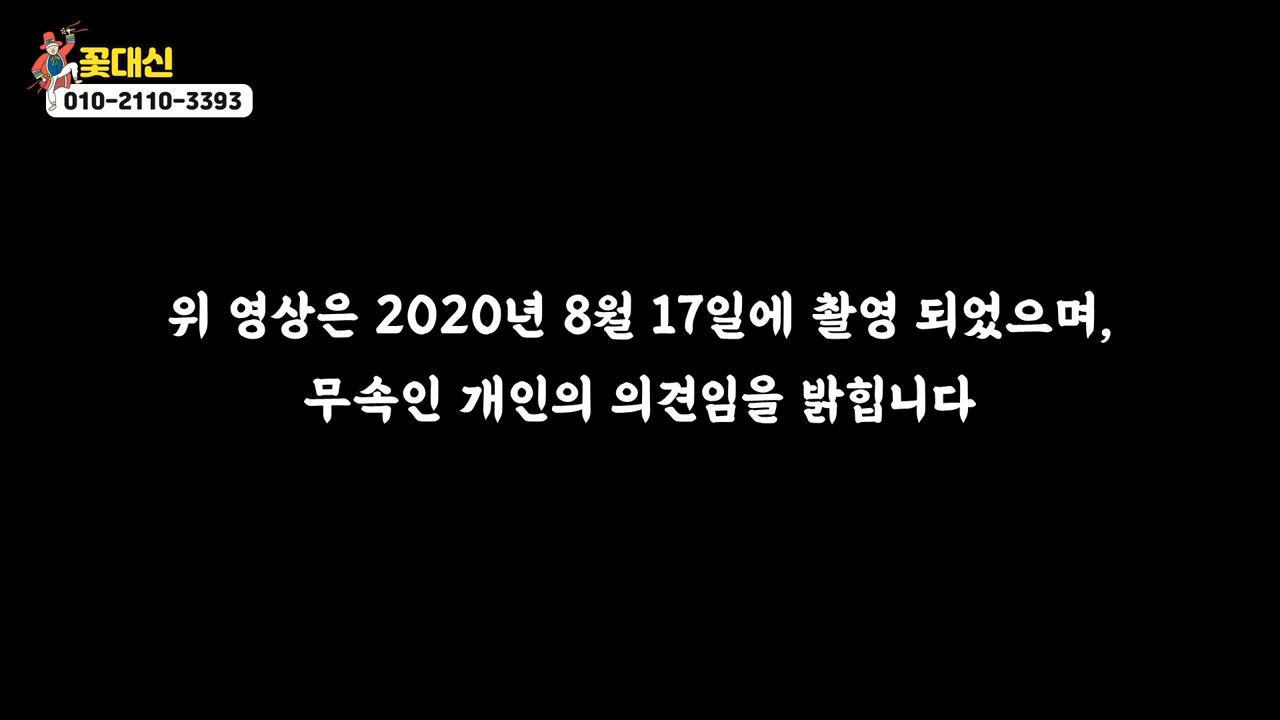 꽃대신
010-2110-3393
위 영상은 2020년 8월 17일에 촬영 되었으며,
무속인 개인의 의견임을 밝힙니다